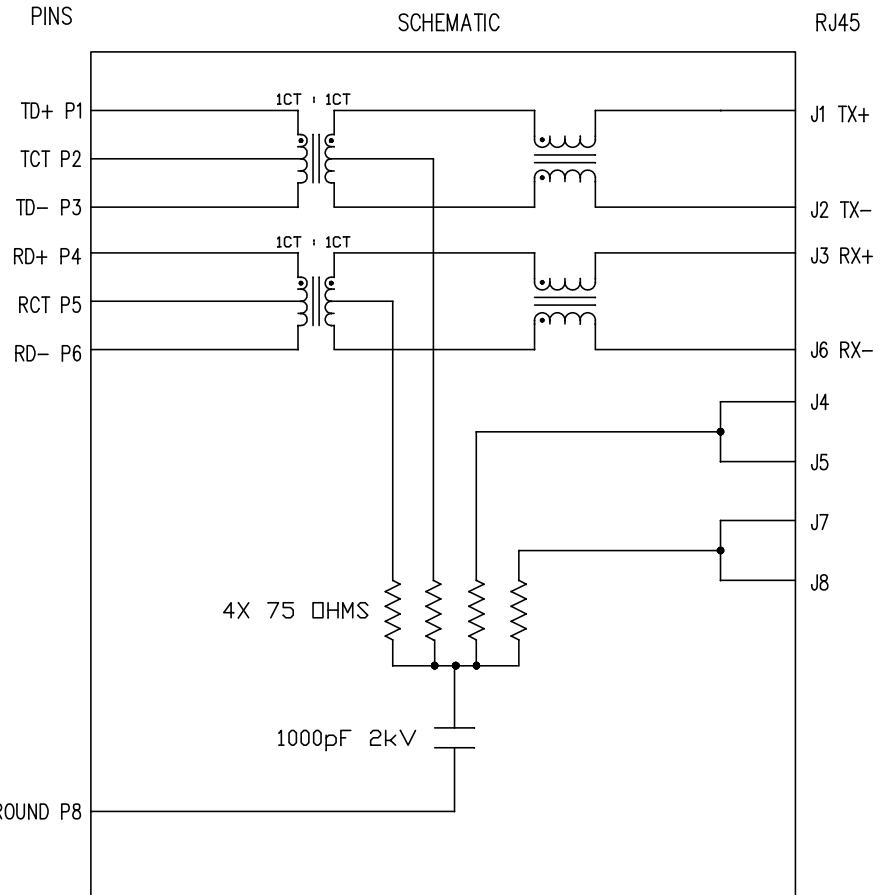 PINS
SCHEMATIC
RJ45
1CT : 1CT
TD+ P1
J1 TX+
TCT P2
TD- P3
J2 TX-
1CT : 1CT
RD+ P4
J3 RX+
RCT P5
RD- P6
J6 RX-
J4
J5
J7
J8
4X 75 OHMS
1000pF 2kV
ROUND P8